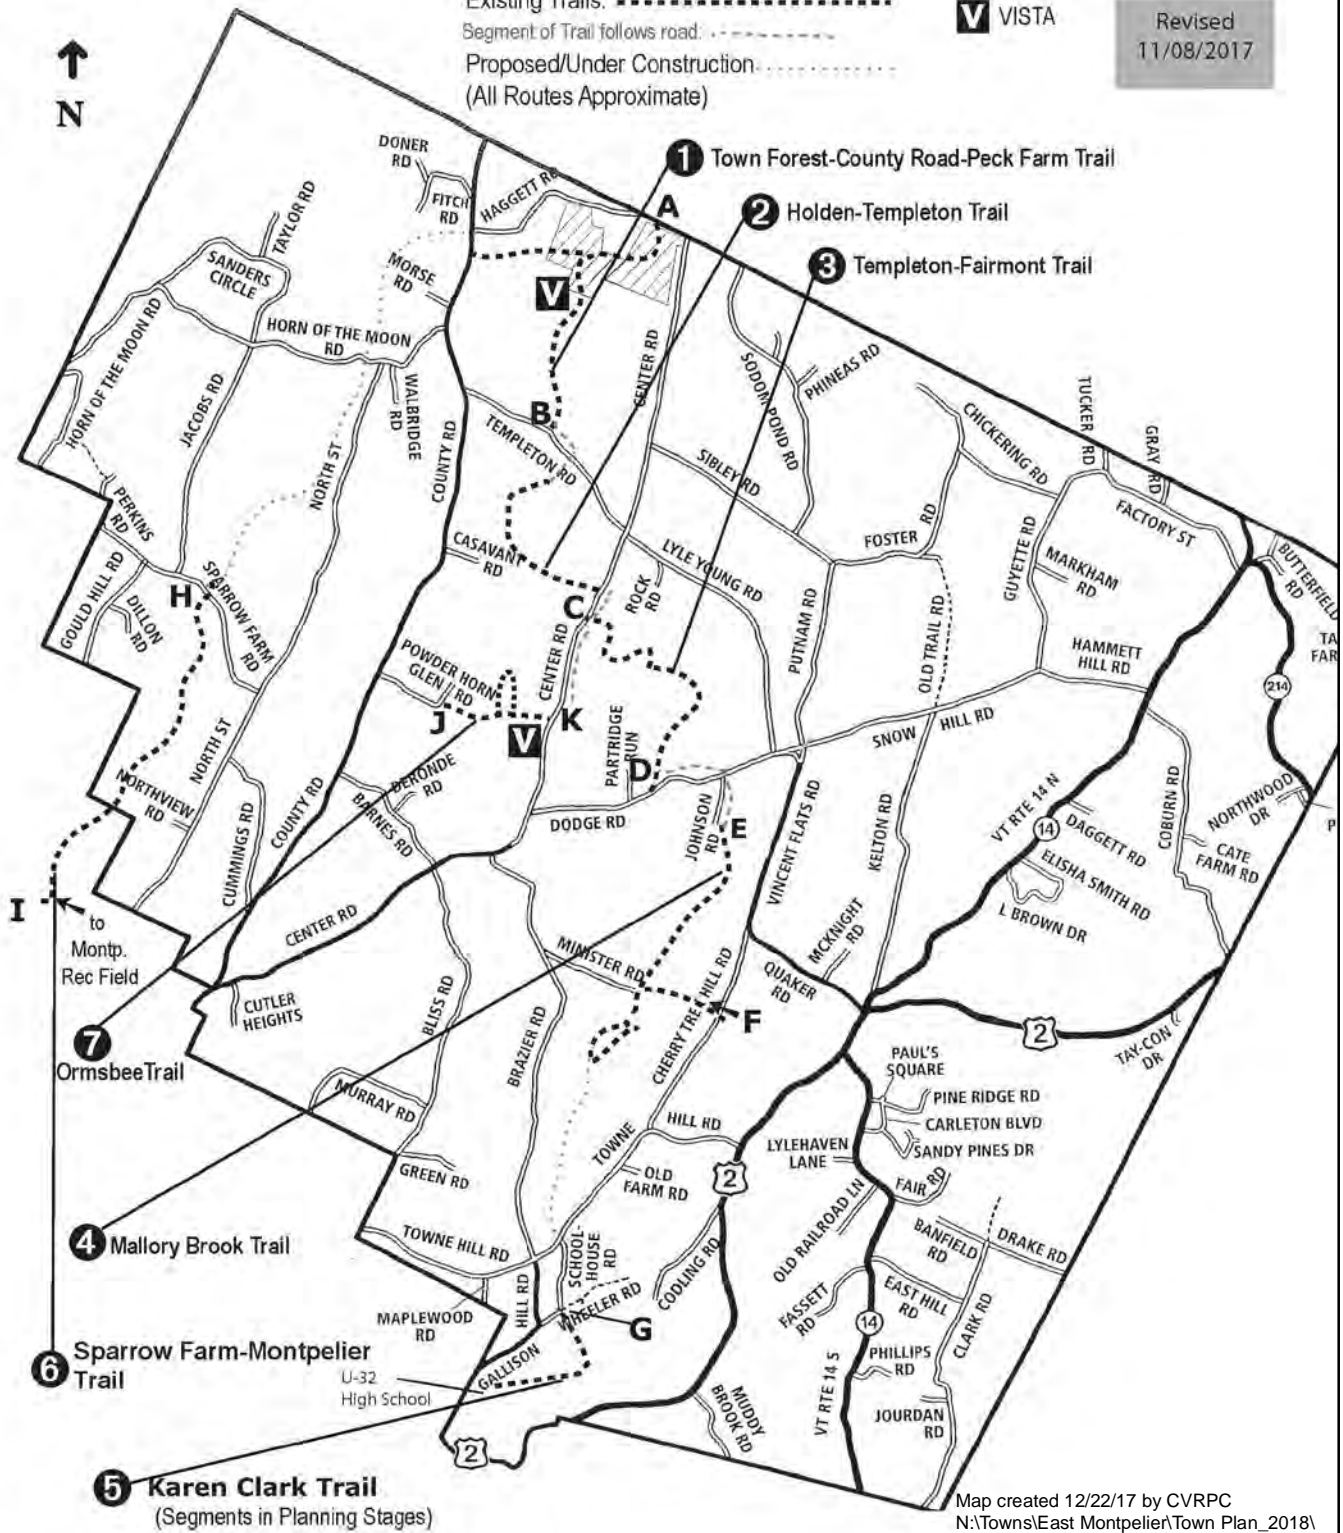 Existing Trails:
Segment of Trail follows road:
Proposed/Under Construction
(All Routes Approximate)
V VISTA
Revised
11/08/2017
N
1 Town Forest-County Road-Peck Farm Trail
2 Holden-Templeton Trail
3 Templeton-Fairmont Trail
DONER
RD
FITCH
RD
HAGGETT RD
A
TAYLOR RD
SANDERS
CIRCLE
MORSE
RD
V
HORN OF THE MOON RD
HORN OF THE MOON
RD
JACOBS RD
WALBRIDGE
RD
NORTH ST
COUNTY RD
B
TEMPLETON RD
CENTER RD
SODOM POND RD
PHINEAS RD
SIBLEY RD
CHICKERING RD
TUCKER RD
GRAY RD
FACTORY ST
FOSTER RD
GUYETTE RD
MARKHAM
RD
BUTTERFIELD
RD
TA
FAR
PERKINS
RD
GOULD HILL RD
DILLON
RD
H
SPARROW FARM
RD
CASAVANT
RD
LYLE YOUNG RD
ROCK
RD
C
PUTNAM RD
OLD TRAIL RD
HAMMETT
HILL RD
214
POWDER HORN
GLEN RD
CENTER RD
J
K
V
PARTRIDGE
RUN
D
SNOW HILL RD
NORTH ST
NORTHVIEW
RD
CUMMINGS RD
COUNTY RD
BARNES RD
DERONDE
RD
DODGE RD
JOHNSON
RD
E
VINCENT FLATS RD
KELTON RD
VT RTE 14 N
14
DAGGETT RD
ELISHA SMITH RD
L BROWN DR
COBURN RD
NORTHWOOD
DR
CATE
FARM RD
P
I
to
Montp.
Rec Field
CENTER RD
CUTLER
HEIGHTS
BLISS RD
MINISTER RD
BRAZIER RD
CHERRY TREE HILL RD
F
QUAKER
RD
MCKNIGHT
RD
2
TAY-CON
DR
7
Ormsbee Trail
MURRAY RD
GREEN RD
TOWNE HILL RD
OLD
FARM RD
2
PAUL'S
SQUARE
PINE RIDGE RD
CARLETON BLVD
SANDY PINES DR
LYLEHAVEN
LANE
FAIR RD
OLD RAILROAD LN
BANFIELD
RD
DRAKE RD
4 Mallory Brook Trail
TOWNE HILL RD
MAPLEWOOD
RD
HILL RD
SCHOOL-
HOUSE
RD
WHEELER RD
COOLING RD
G
GALLISON
FASSETT
RD
EAST HILL
RD
CLARK RD
14
VT RTE 14 S
PHILLIPS
RD
JOURDAN
RD
MUDDY
BROOK RD
6 Sparrow Farm-Montpelier
Trail
U-32
High School
2
5 Karen Clark Trail
(Segments in Planning Stages)
Map created 12/22/17 by CVRPC
N:\Towns\East Montpelier\Town Plan_2018\